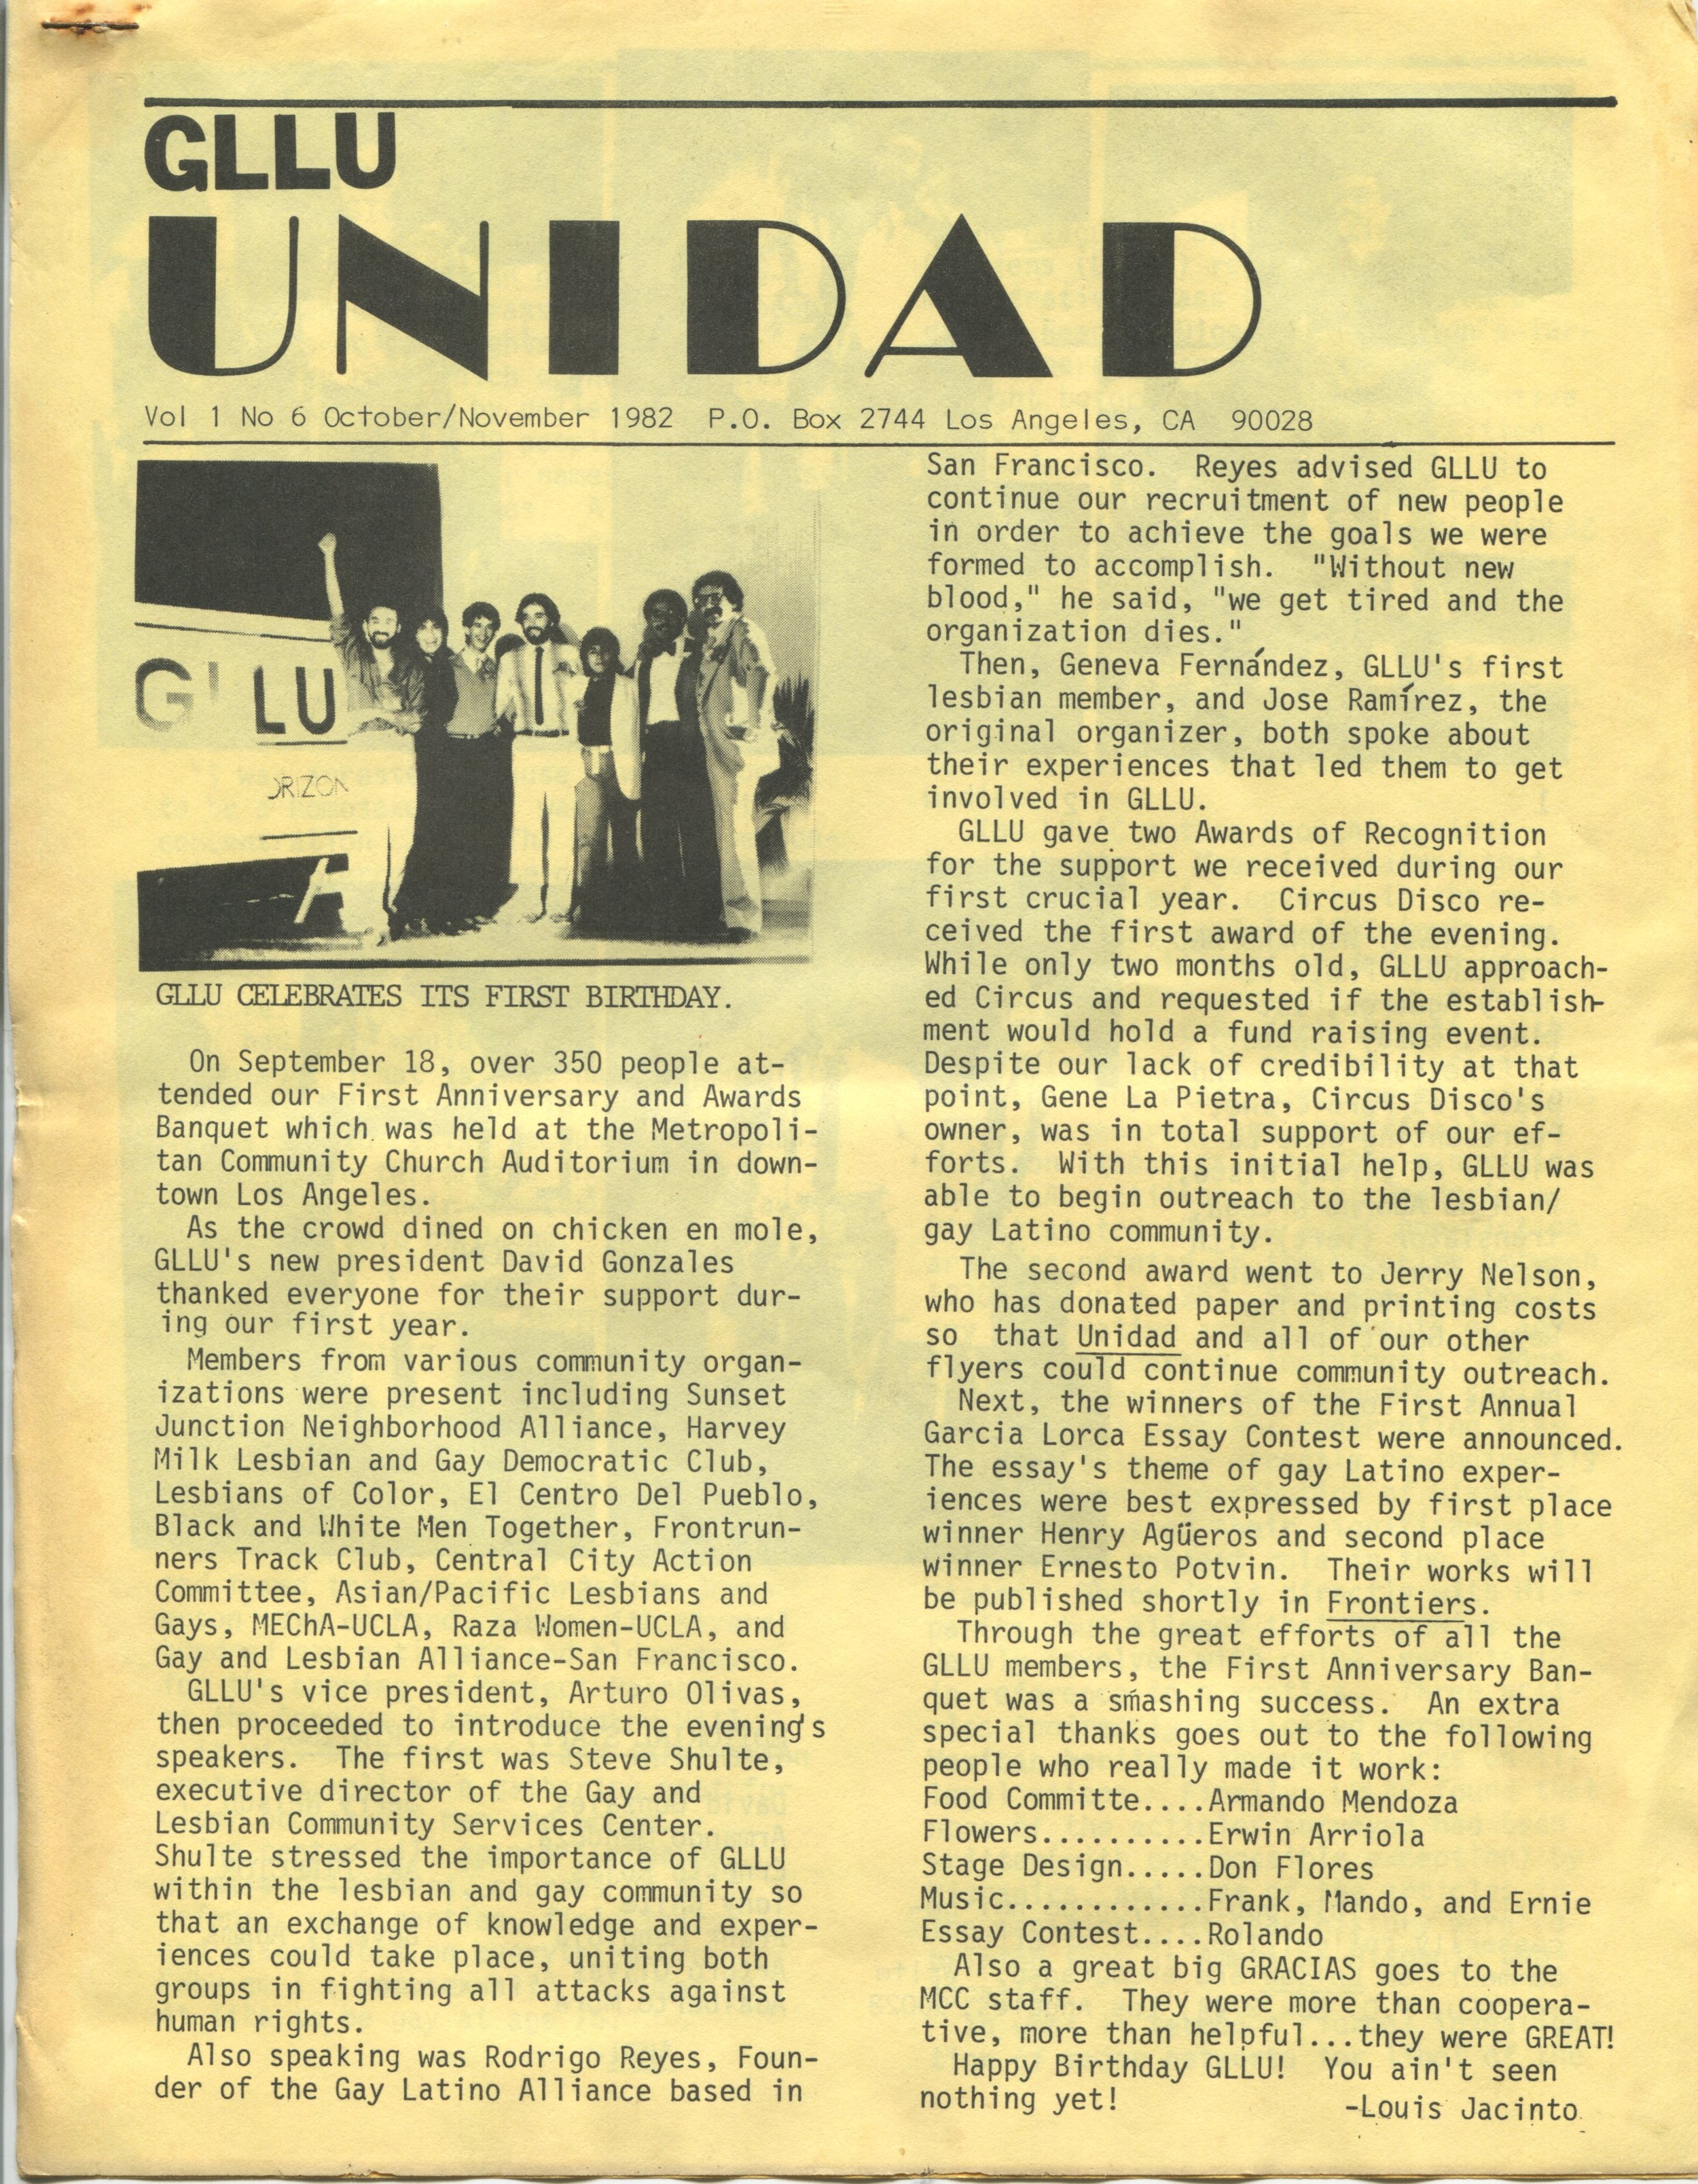 GLLU
UNIDAD
Vol 1 No 6 October/November 1982 P.O. Box 2744 Los Angeles, CA 90028
G LLU
ORIZON
GLLU CELEBRATES ITS FIRST BIRTHDAY.
On September 18, over 350 people at-
tended our First Anniversary and Awards
Banquet which was held at the Metropoli-
tan Community Church Auditorium in down-
town Los Angeles.
As the crowd dined on chicken en mole,
GLLU's new president David Gonzales
thanked everyone for their support dur-
ing our first year.
Members from various community organ-
izations were present including Sunset
Junction Neighborhood Alliance, Harvey
Milk Lesbian and Gay Democratic Club,
Lesbians of Color, El Centro Del Pueblo,
Black and White Men Together, Frontrun-
ners Track Club, Central City Action
Committee, Asian/Pacific Lesbians and
Gays, MEChA-UCLA, Raza Women-UCLA, and
Gay and Lesbian Alliance-San Francisco.
GLLU's vice president, Arturo Olivas,
then proceeded to introduce the evening's
speakers. The first was Steve Shulte,
executive director of the Gay and
Lesbian Community Services Center.
Shulte stressed the importance of GLLU
within the lesbian and gay community so
that an exchange of knowledge and exper-
iences could take place, uniting both
groups in fighting all attacks against
human rights.
Also speaking was Rodrigo Reyes, Foun-
der of the Gay Latino Alliance based in
San Francisco. Reyes advised GLLU to
continue our recruitment of new people
in order to achieve the goals we were
formed to accomplish. "Without new
blood," he said, "we get tired and the
organization dies."
Then, Geneva Fernández, GLLU's first
lesbian member, and Jose Ramírez, the
original organizer, both spoke about
their experiences that led them to get
involved in GLLU.
GLLU gave two Awards of Recognition
for the support we received during our
first crucial year. Circus Disco re-
ceived the first award of the evening.
While only two months old, GLLU approach-
ed Circus and requested if the establish-
ment would hold a fund raising event.
Despite our lack of credibility at that
point, Gene La Pietra, Circus Disco's
owner, was in total support of our ef-
forts. With this initial help, GLLU was
able to begin outreach to the lesbian/
gay Latino community.
The second award went to Jerry Nelson,
who has donated paper and printing costs
so that Unidad and all of our other
flyers could continue community outreach.
Next, the winners of the First Annual
Garcia Lorca Essay Contest were announced.
The essay's theme of gay Latino exper-
iences were best expressed by first place
winner Henry Agüeros and second place
winner Ernesto Potvin. Their works will
be published shortly in Frontiers.
Through the great efforts of all the
GLLU members, the First Anniversary Ban-
quet was a smashing success. An extra
special thanks goes out to the following
people who really made it work:
Food Committe....Armando Mendoza
Flowers..........Erwin Arriola
Stage Design.....Don Flores
Music............Frank, Mando, and Ernie
Essay Contest....Rolando
Also a great big GRACIAS goes to the
MCC staff. They were more than coopera-
tive, more than helpful...they were GREAT!
Happy Birthday GLLU! You ain't seen
nothing yet!
-Louis Jacinto